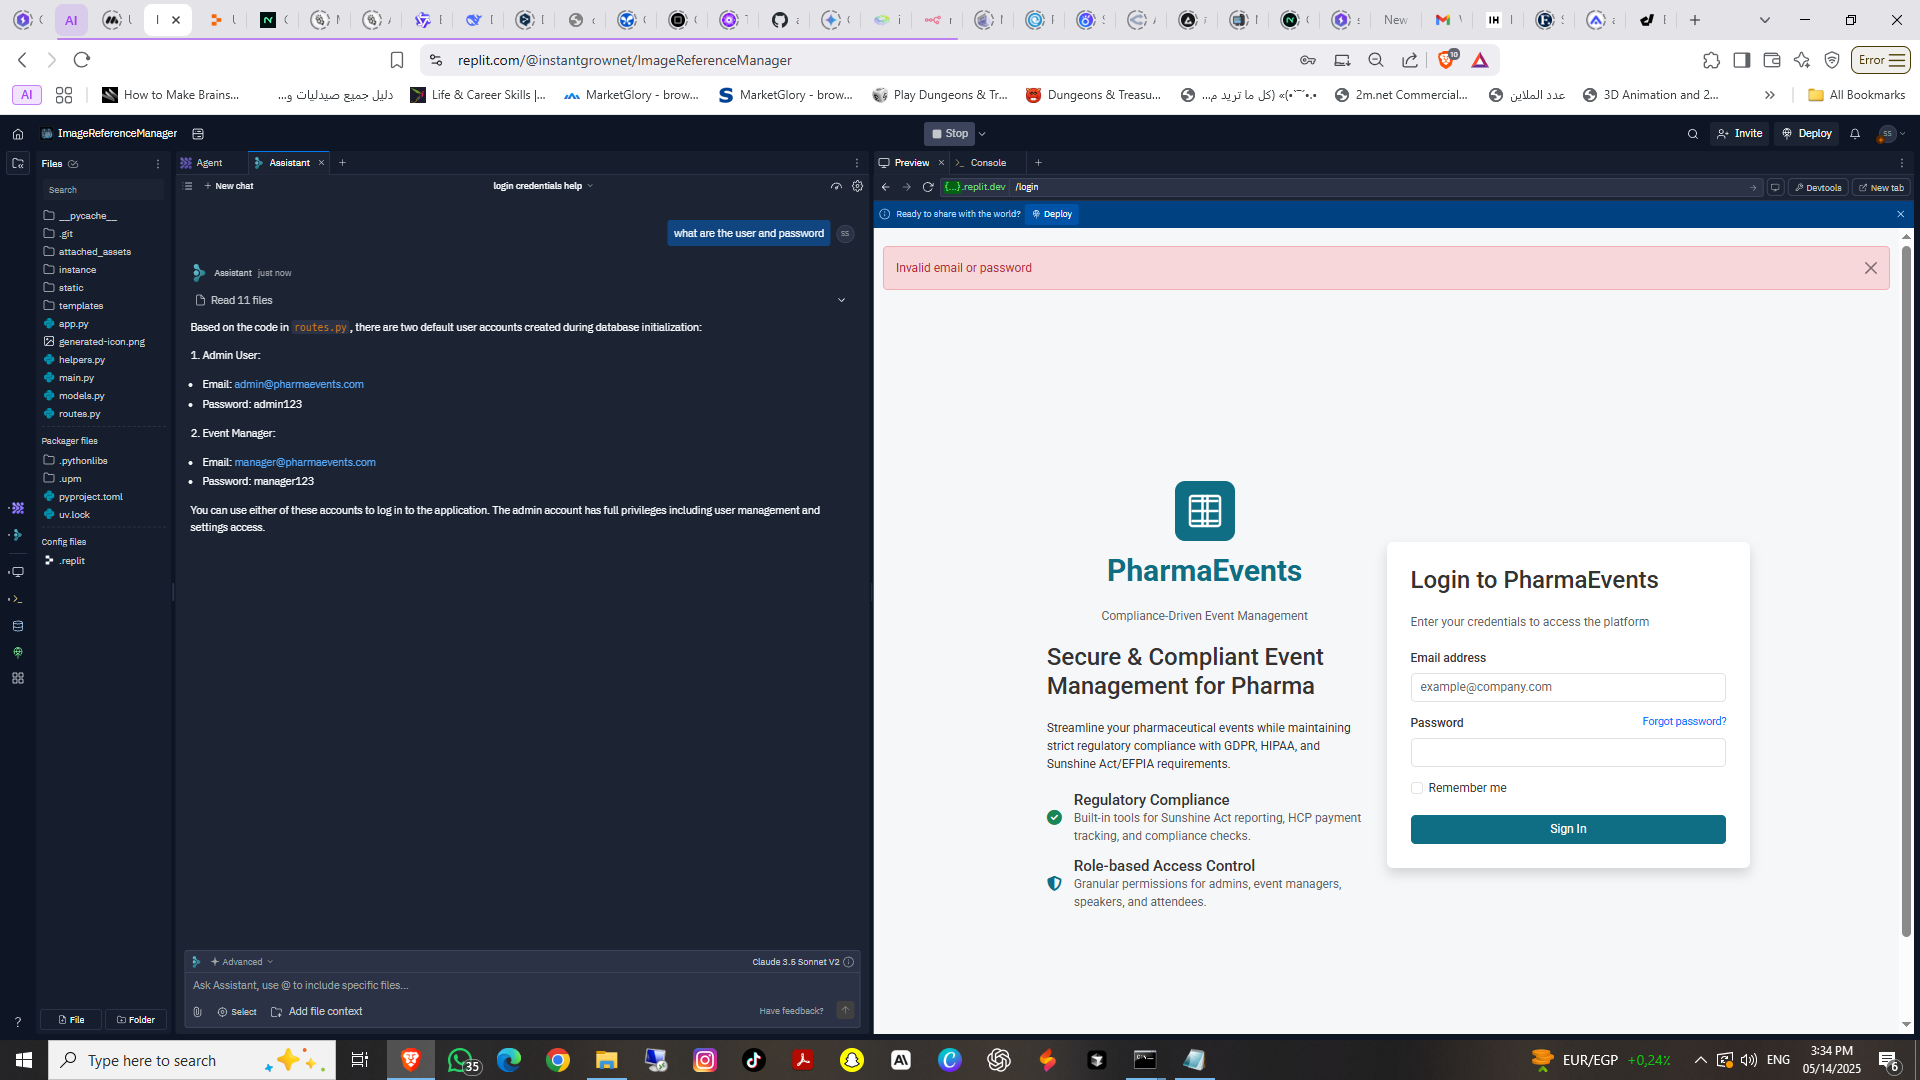 replit.com/@instantgrownet/ImageReferenceManager
Error
AI
How to Make Brains...
دليل جميع صيدليات و...
Life & Career Skills |...
MarketGlory - brow...
MarketGlory - brow...
Play Dungeons & Tr...
Dungeons & Treasu...
2m.net Commercial...
عدد الملاين
3D Animation and 2...
All Bookmarks
ImageReferenceManager
Stop
Invite
Deploy
Files
Search
__pycache__
.git
attached_assets
instance
static
templates
app.py
generated-icon.png
helpers.py
main.py
models.py
routes.py
Packager files
.pythonlibs
.upm
pyproject.toml
uv.lock
Config files
.replit
File
Folder
Agent
Assistant
New chat
login credentials help
what are the user and password
SS
Assistant just now
Read 11 files
Based on the code in routes.py, there are two default user accounts created during database initialization:
1. Admin User:
Email: admin@pharmaevents.com
Password: admin123
2. Event Manager:
Email: manager@pharmaevents.com
Password: manager123
You can use either of these accounts to log in to the application. The admin account has full privileges including user management and
settings access.
Advanced
Claude 3.5 Sonnet V2
Ask Assistant, use @ to include specific files...
Select
Add file context
Have feedback?
Preview
Console
{...}.replit.dev /login
Devtools
New tab
Ready to share with the world?
Deploy
Invalid email or password
PharmaEvents
Compliance-Driven Event Management
Secure & Compliant Event
Management for Pharma
Streamline your pharmaceutical events while maintaining
strict regulatory compliance with GDPR, HIPAA, and
Sunshine Act/EFPIA requirements.
Regulatory Compliance
Built-in tools for Sunshine Act reporting, HCP payment
tracking, and compliance checks.
Role-based Access Control
Granular permissions for admins, event managers,
speakers, and attendees.
Login to PharmaEvents
Enter your credentials to access the platform
Email address
example@company.com
Password
Forgot password?
Remember me
Sign In
Type here to search
35
EUR/EGP +0,24%
ENG
3:34 PM
05/14/2025
6